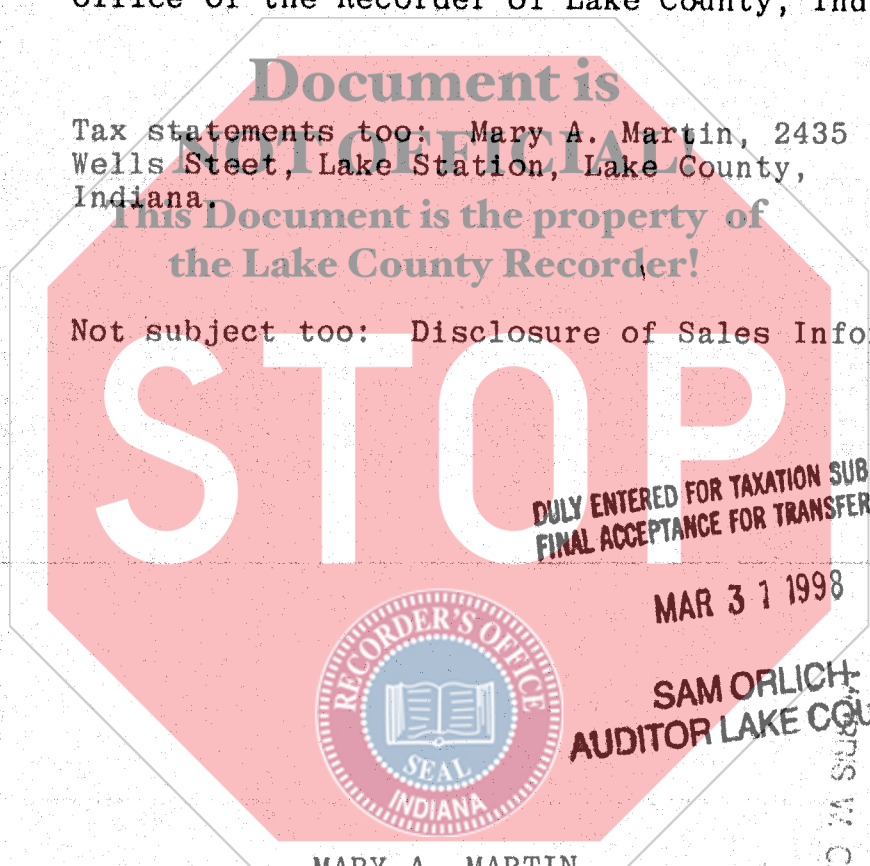 Office of the Recorder of Lake County, Ind
Document is
Tax statements too: Mary A. Martin, 2435
NOT OFFICIAL!
Wells Steet, Lake Station, Lake County,
Indiana.
This Document is the property of
the Lake County Recorder!
Not subject too: Disclosure of Sales Info
STOP
DULY ENTERED FOR TAXATION SUB
FINAL ACCEPTANCE FOR TRANSFER
MAR 31 1998
SAM ORLICH
AUDITOR LAKE COU
RECORDER'S OFFICE
SEAL
INDIANA
MARY A. MARTIN